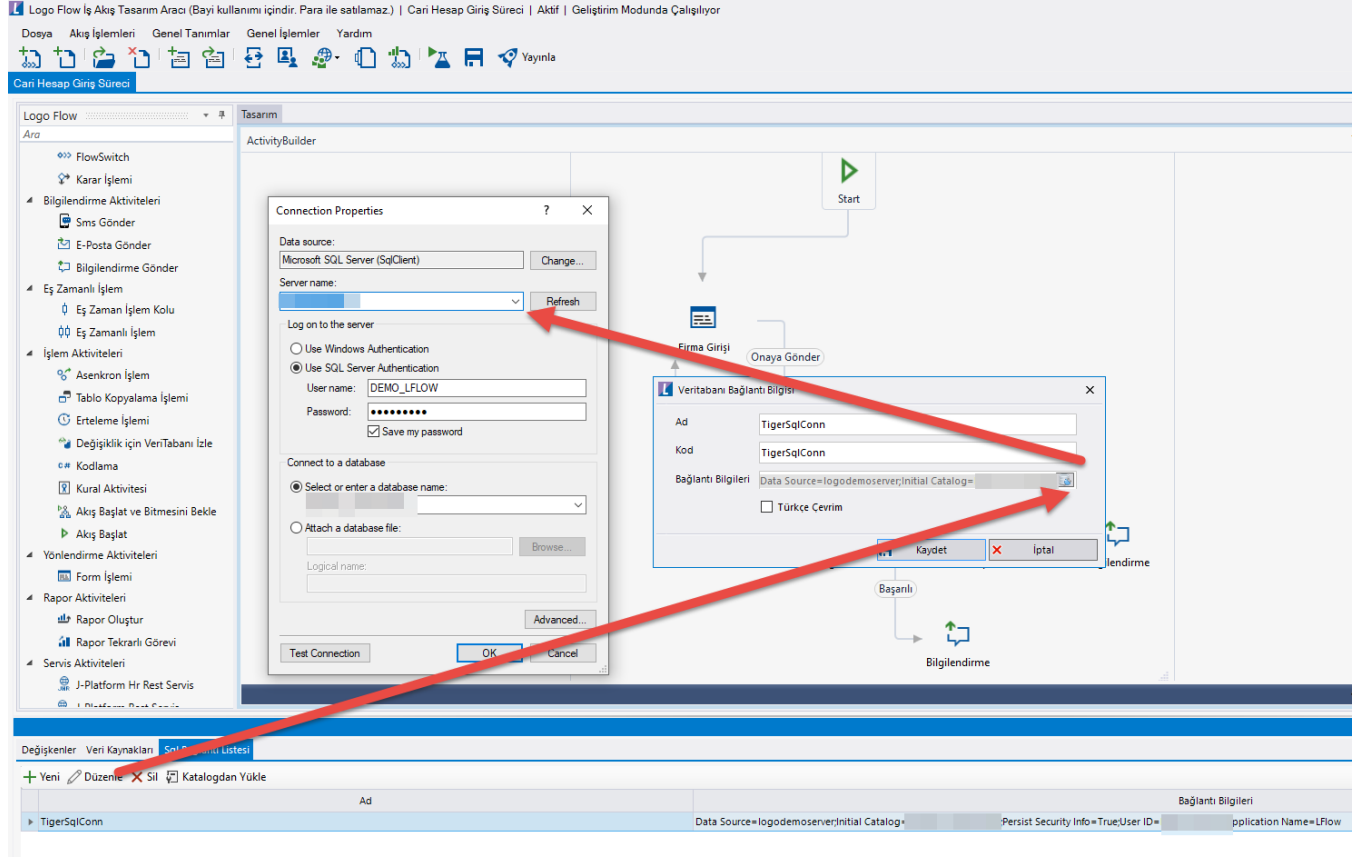 Logo Flow İş Akış Tasarım Aracı (Bayi kullanımı içindir. Para ile satılamaz.) | Cari Hesap Giriş Süreci | Aktif | Geliştirim Modunda Çalışılıyor
Dosya Akış İşlemleri Genel Tanımlar Genel İşlemler Yardım
Yayınla
Cari Hesap Giriş Süreci
Logo Flow
Ara
FlowSwitch
Karar İşlemi
Bilgilendirme Aktiviteleri
Sms Gönder
E-Posta Gönder
Bilgilendirme Gönder
Eş Zamanlı İşlem
Eş Zaman İşlem Kolu
Eş Zamanlı İşlem
İşlem Aktiviteleri
Asenkron İşlem
Tablo Kopyalama İşlemi
Erteleme İşlemi
Değişiklik için VeriTabanı İzle
Kodlama
Kural Aktivitesi
Akış Başlat ve Bitmesini Bekle
Akış Başlat
Yönlendirme Aktiviteleri
Form İşlemi
Rapor Aktiviteleri
Rapor Oluştur
Rapor Tekrarlı Görevi
Servis Aktiviteleri
J-Platform Hr Rest Servis
J-Platform Rest Servis
Tasarım
ActivityBuilder
Start
Firma Girişi
Onaya Gönder
Başarılı
Bilgilendirme
lendirme
Connection Properties ?
Data source:
Microsoft SQL Server (SqlClient) Change...
Server name:
Refresh
Log on to the server
Use Windows Authentication
Use SQL Server Authentication
User name: DEMO_LFLOW
Password: •••••••••
Save my password
Connect to a database
Select or enter a database name:
Attach a database file:
Browse...
Logical name:
Advanced...
Test Connection OK Cancel
Veritabanı Bağlantı Bilgisi
Ad TigerSqlConn
Kod TigerSqlConn
Bağlantı Bilgileri Data Source=logodemoserver;Initial Catalog=
Türkçe Çevrim
Kaydet İptal
Değişkenler Veri Kaynakları Sql Bağlantı Listesi
Yeni Düzenle Sil Katalogdan Yükle
Ad Bağlantı Bilgileri
TigerSqlConn Data Source=logodemoserver;Initial Catalog= ;Persist Security Info=True;User ID= pplication Name=LFlow